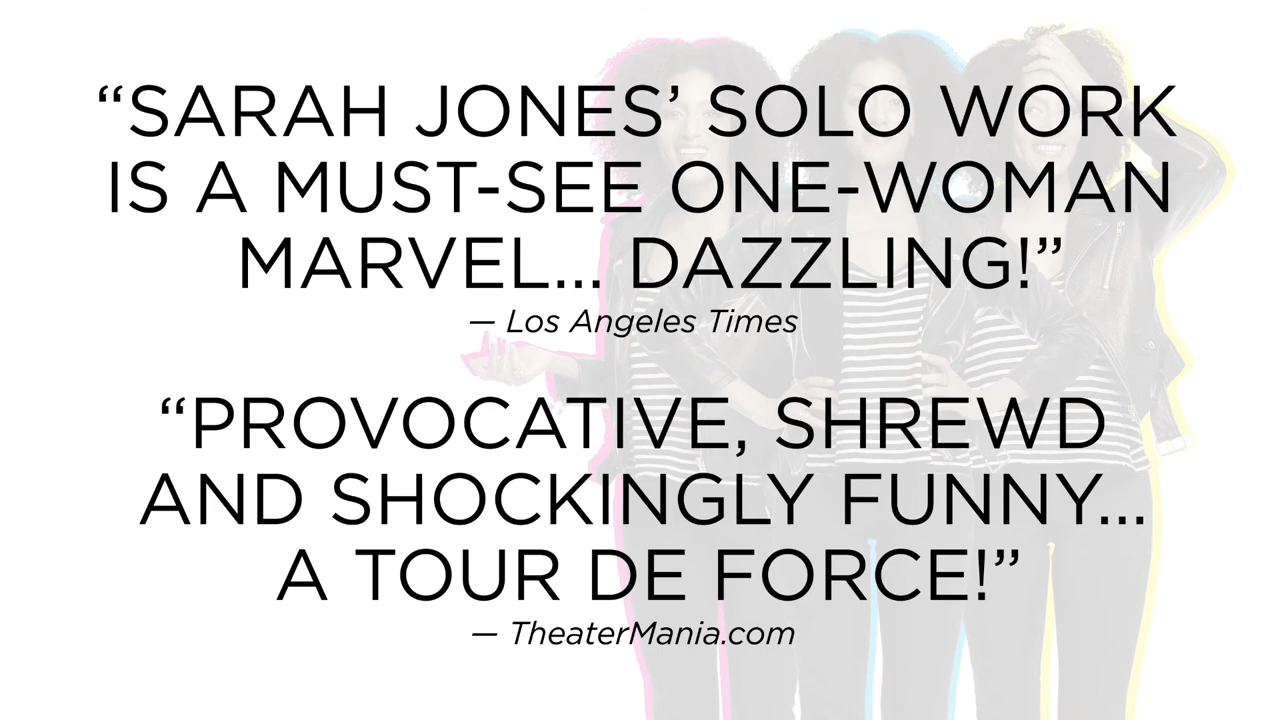 “SARAH JONES’ SOLO WORK
IS A MUST-SEE ONE-WOMAN
MARVEL... DAZZLING!”
— Los Angeles Times
“PROVOCATIVE, SHREWD
AND SHOCKINGLY FUNNY...
A TOUR DE FORCE!”
— TheaterMania.com